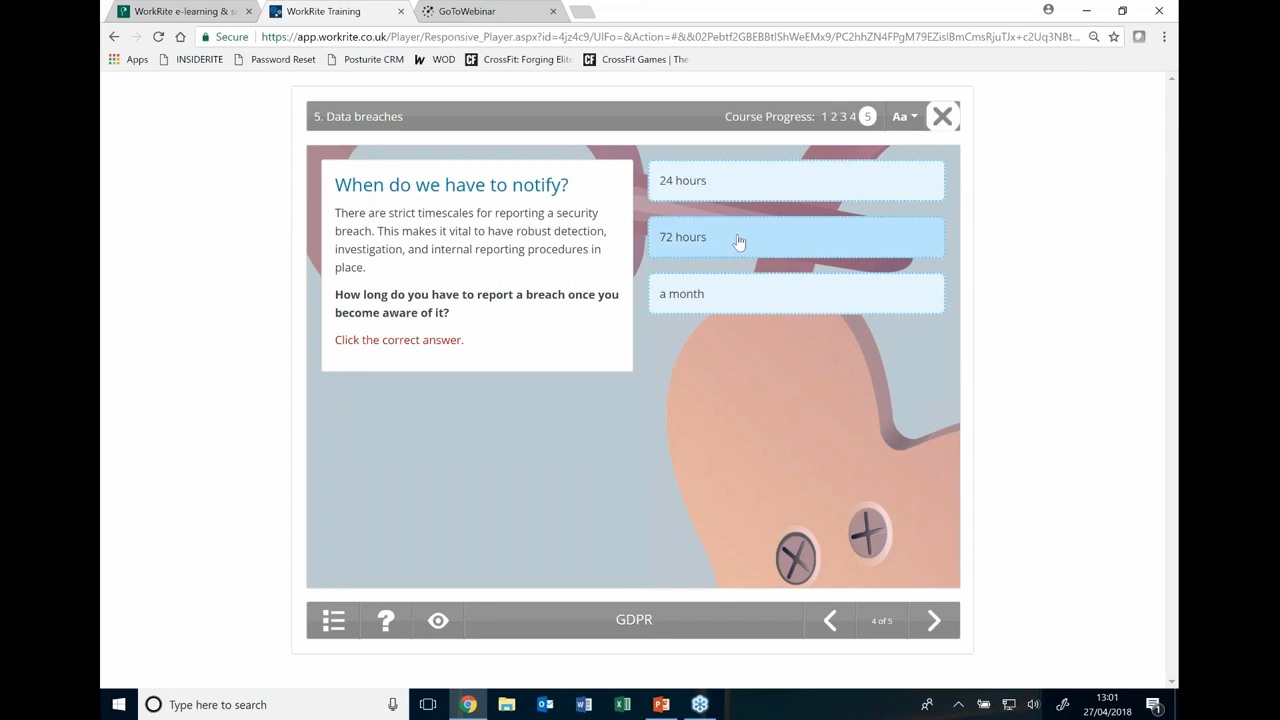 WorkRite e-learning & s
WorkRite Training
GoToWebinar
Secure
https://app.workrite.co.uk/Player/Responsive_Player.aspx?id=4jz4c9/UIFo=&Action=#&&02Pebtf2GBEBBtlShWeEMx9/PC2hhZN4FPgM79EZislBmCmsRjuTJx+c2Uq3NBt...
Apps
INSIDERITE
Password Reset
Posturite CRM
WOD
CrossFit: Forging Elit
CrossFit Games | The
5. Data breaches
Course Progress: 1 2 3 4 5
Aa
When do we have to notify?
There are strict timescales for reporting a security
breach. This makes it vital to have robust detection,
investigation, and internal reporting procedures in
place.
How long do you have to report a breach once you
become aware of it?
Click the correct answer.
24 hours
72 hours
a month
GDPR
4 of 5
Type here to search
13:01
27/04/2018